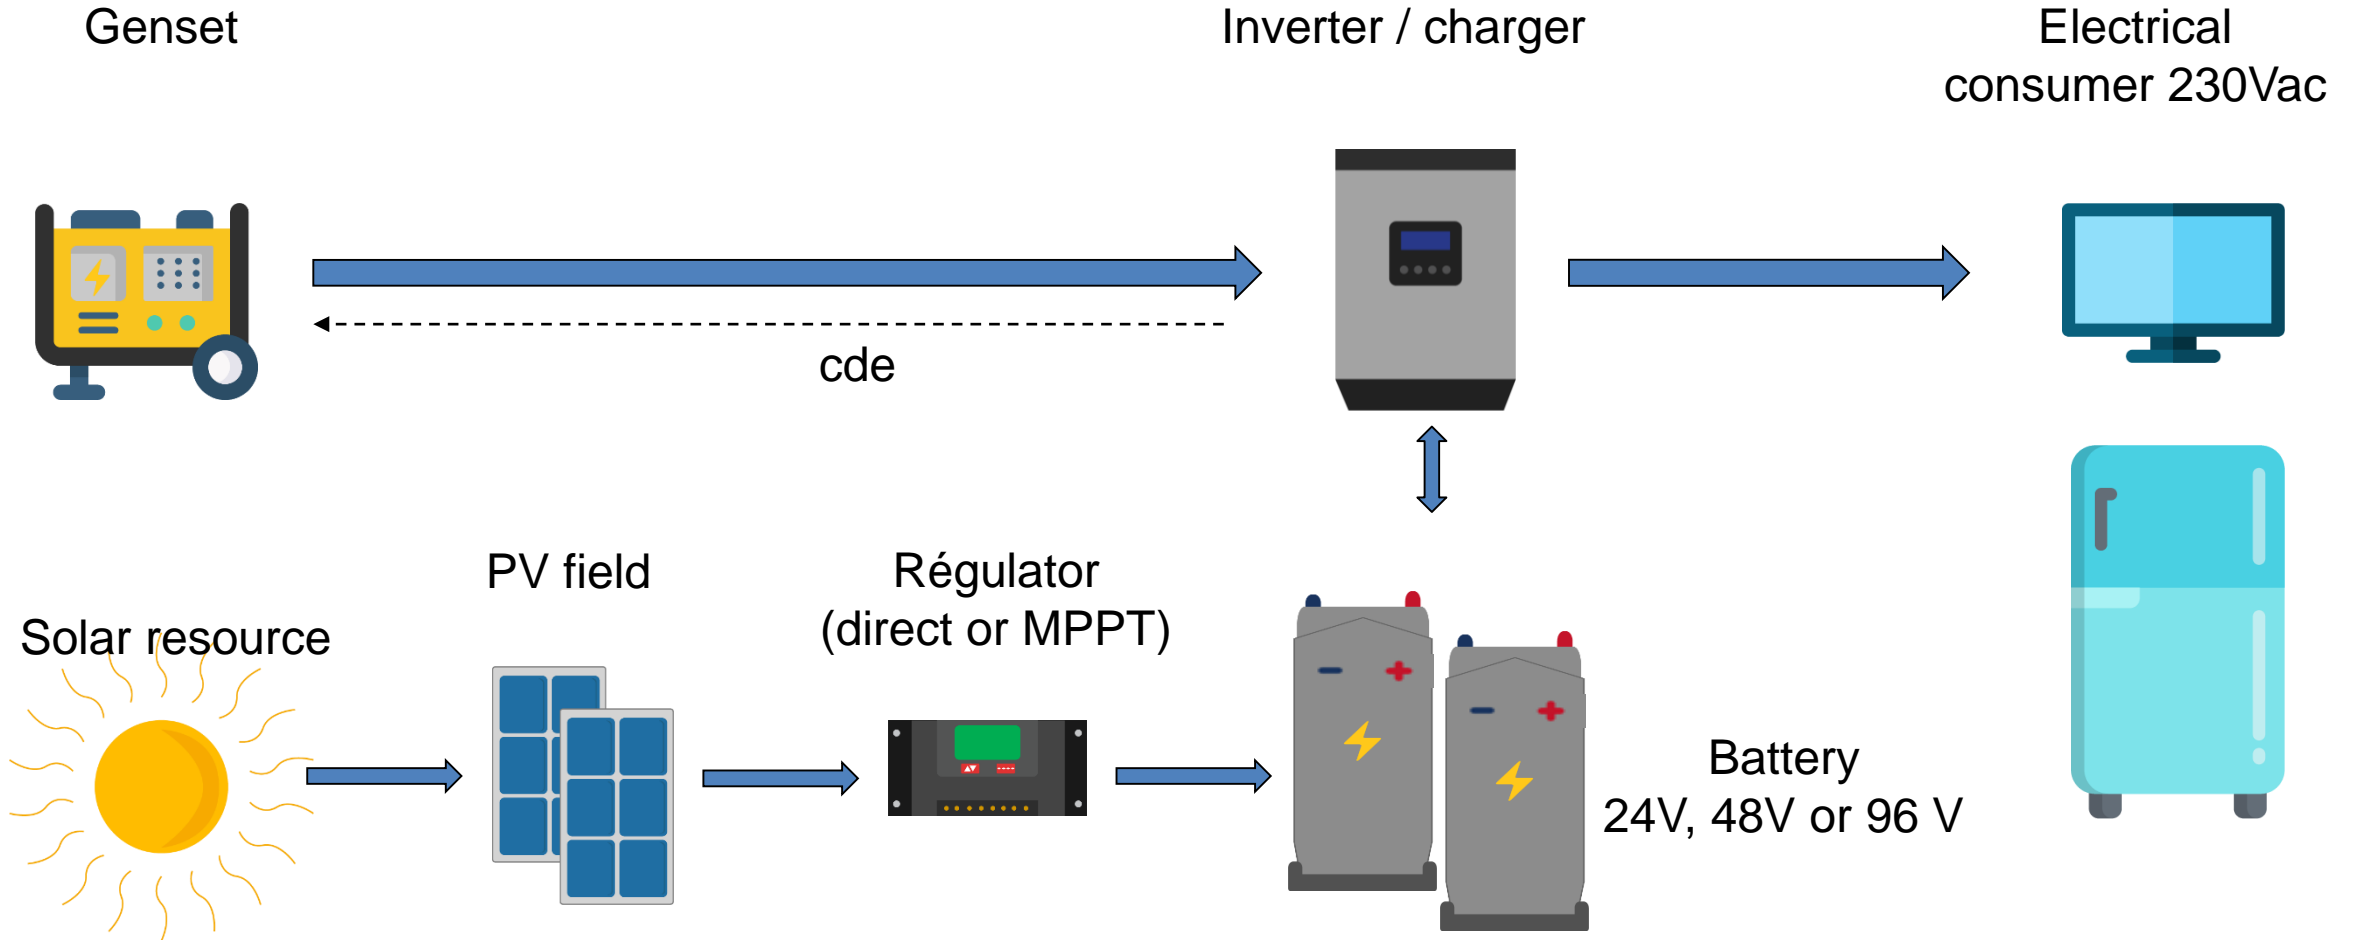 Genset
Inverter / charger
Electrical
consumer 230Vac
cde
PV field
Régulator
(direct or MPPT)
Solar resource
Battery
24V, 48V or 96 V